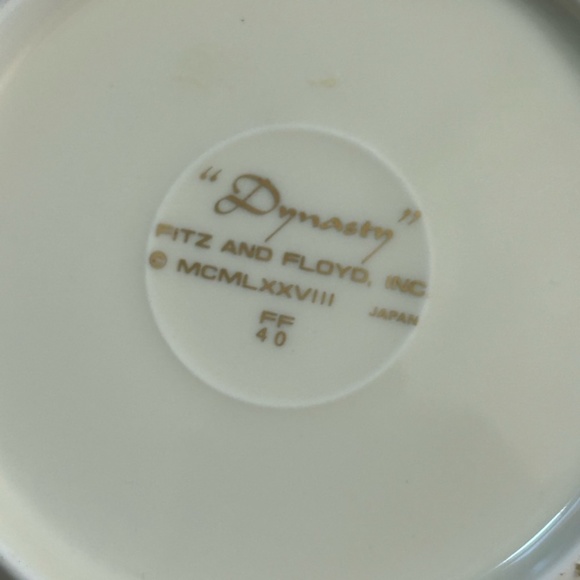 "Dynasty"
FITZ AND FLOYD, INC.
© MCMLXXVIII
JAPAN
FF
40